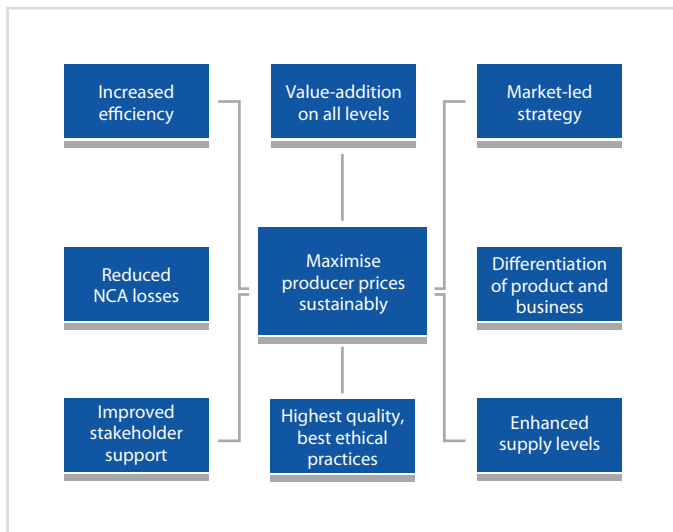 Increased
efficiency
Value-addition
on all levels
Market-led
strategy
Reduced
NCA losses
Maximise
producer prices
sustainably
Differentiation
of product and
business
Improved
stakeholder
support
Highest quality,
best ethical
practices
Enhanced
supply levels